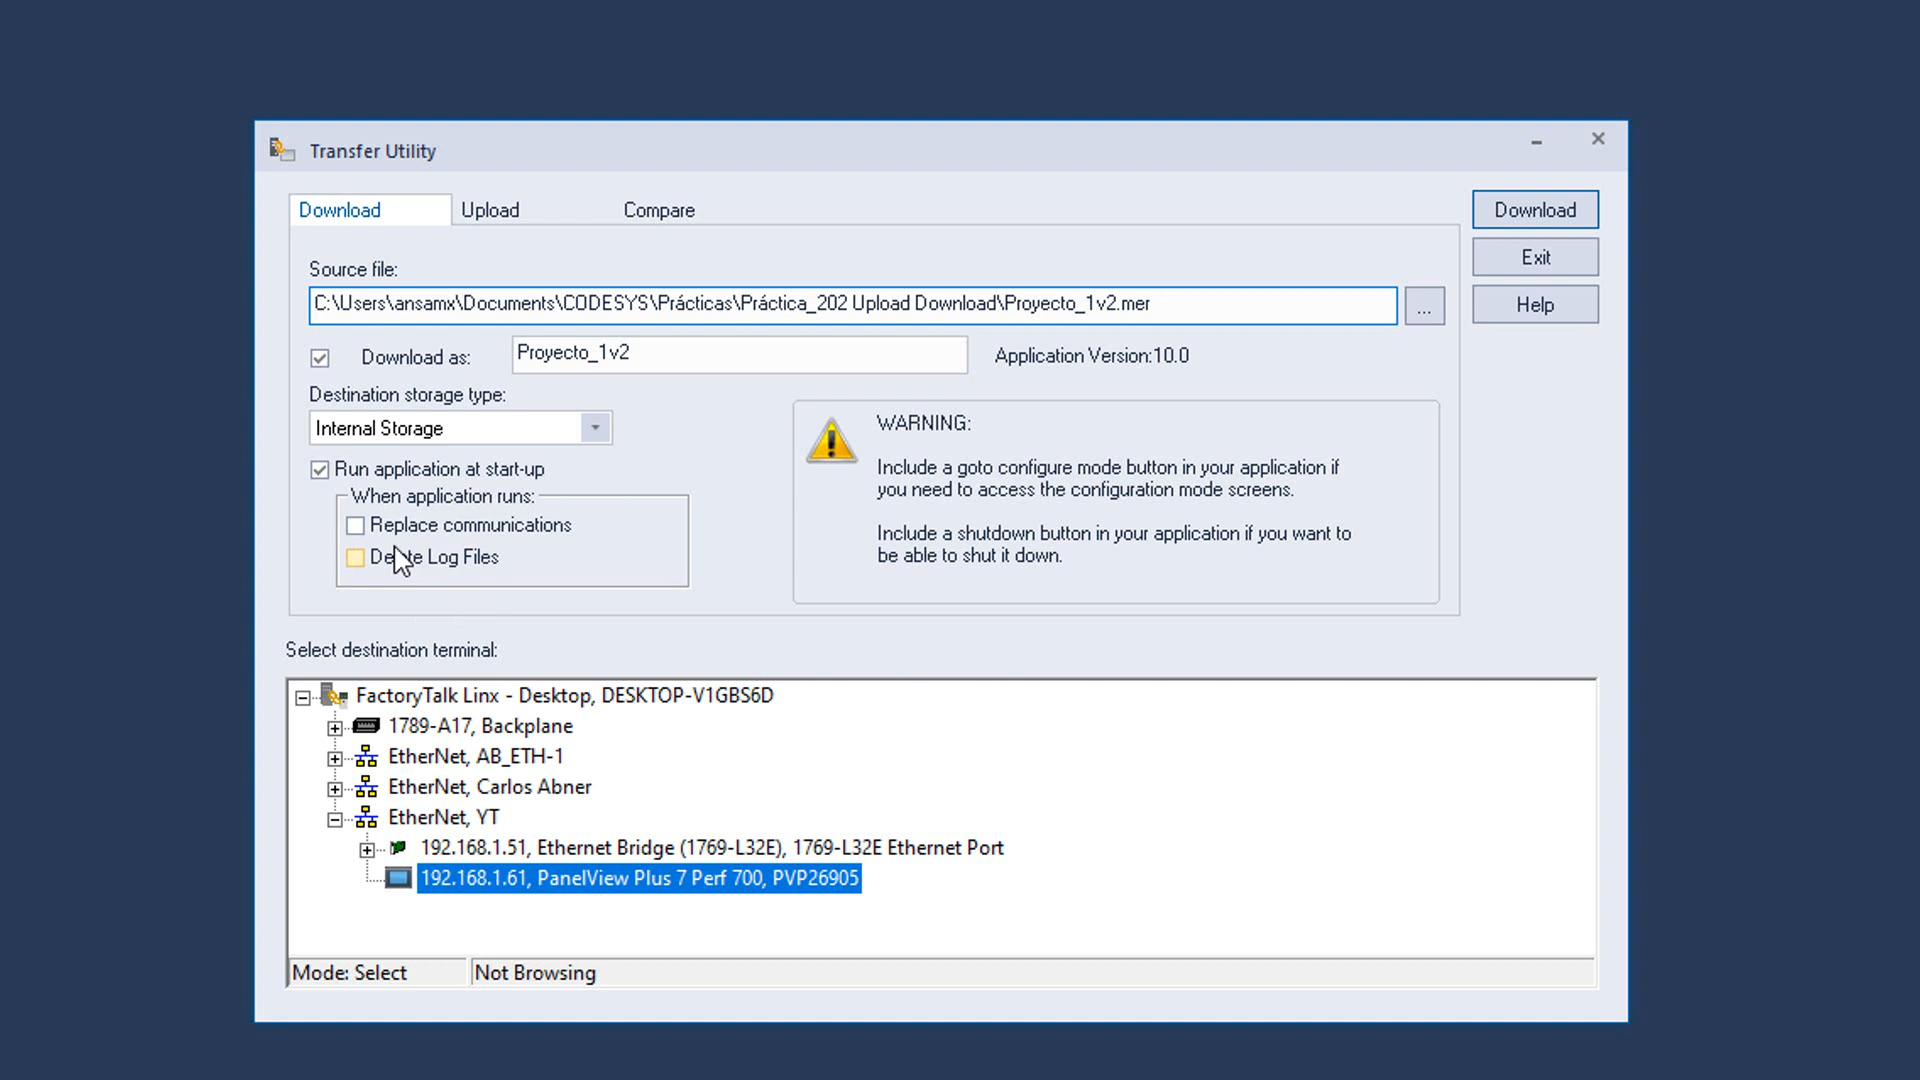 Transfer Utility
Download
Upload
Compare
Download
Exit
Help
Source file:
C:\Users\ansamx\Documents\CODESYS\Prácticas\Práctica_202 Upload Download\Proyecto_1v2.mer
...
Download as:
Proyecto_1v2
Application Version:10.0
Destination storage type:
Internal Storage
Run application at start-up
When application runs:
Replace communications
Delete Log Files
WARNING:
Include a goto configure mode button in your application if
you need to access the configuration mode screens.
Include a shutdown button in your application if you want to
be able to shut it down.
Select destination terminal:
FactoryTalk Linx - Desktop, DESKTOP-V1GBS6D
1789-A17, Backplane
EtherNet, AB_ETH-1
EtherNet, Carlos Abner
EtherNet, YT
192.168.1.51, Ethernet Bridge (1769-L32E), 1769-L32E Ethernet Port
192.168.1.61, PanelView Plus 7 Perf 700, PVP26905
Mode: Select
Not Browsing